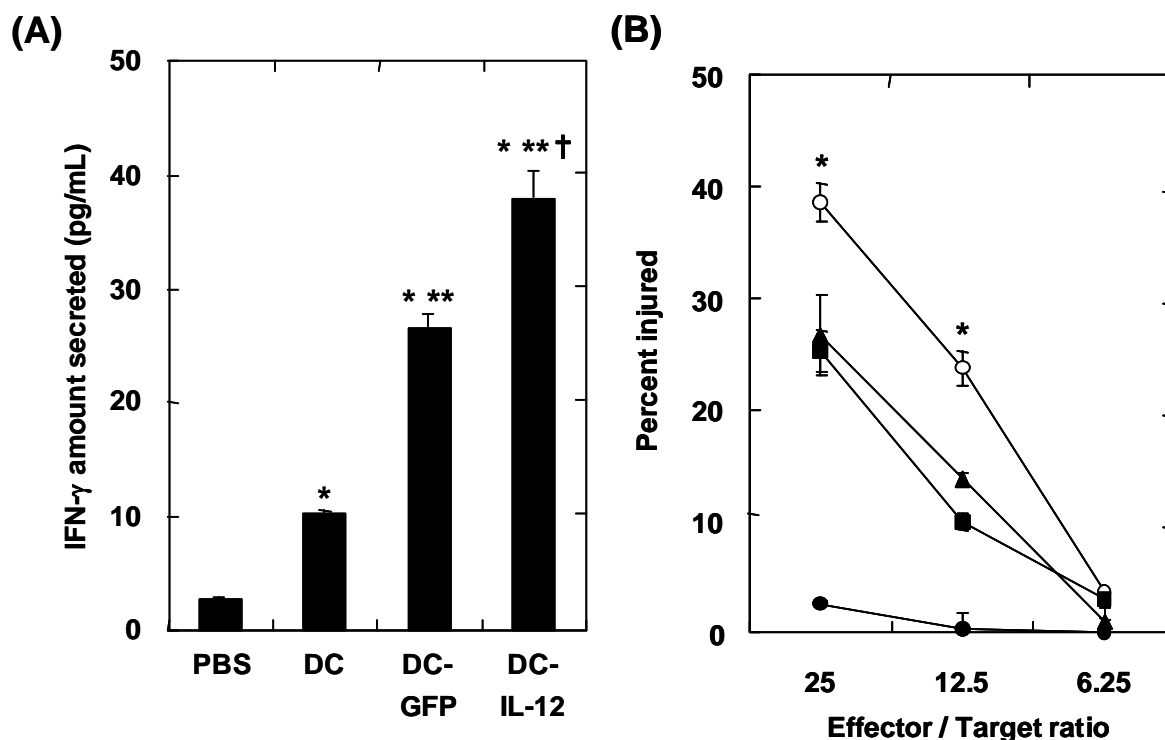 (A)
50
40
30
20
10
0
IFN-γ amount secreted (pg/mL)
*
* **
* ** †
PBS
DC
DC-
GFP
DC-
IL-12
(B)
50
40
30
20
10
0
Percent injured
*
*
25
12.5
6.25
Effector / Target ratio